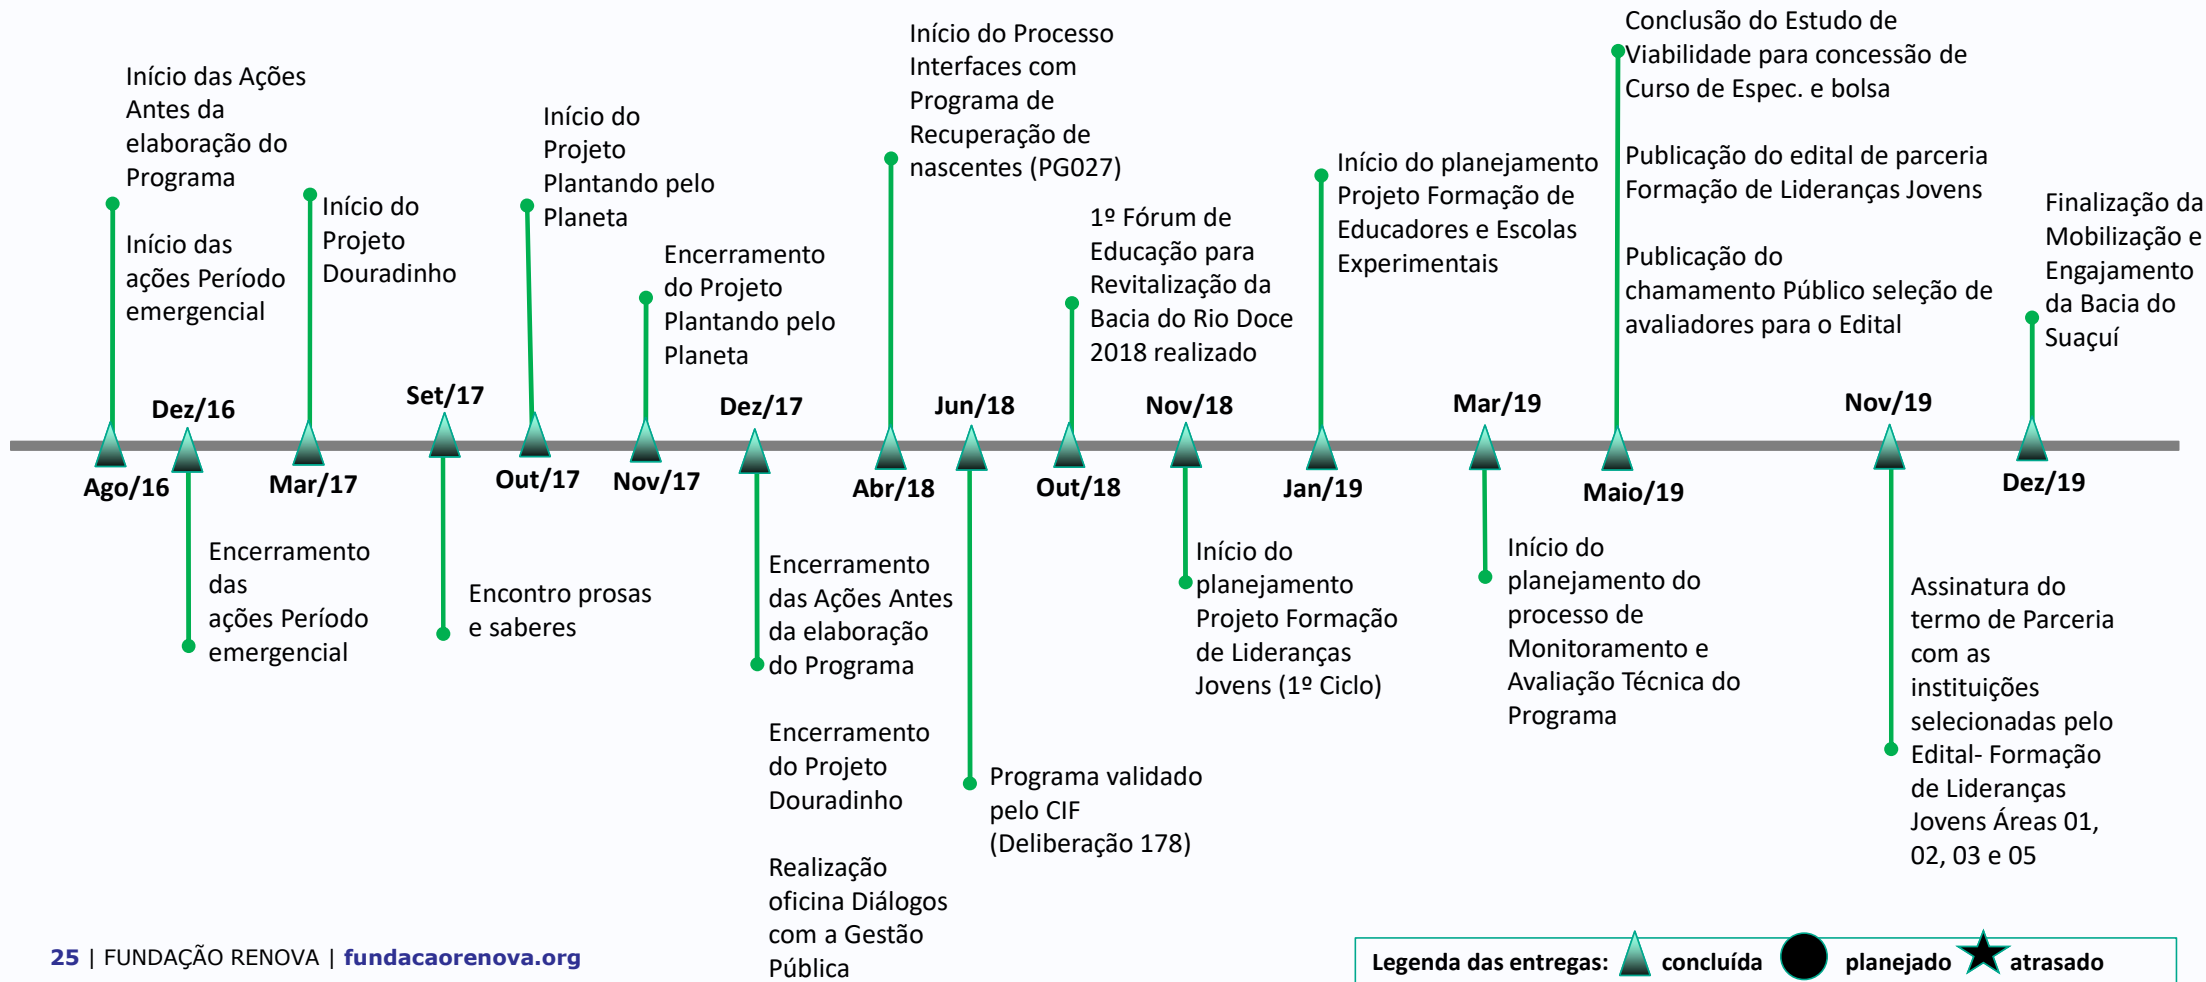 Início das Ações
Antes da
elaboração do
Programa
Início das
ações Período
emergencial
Ago/16
Dez/16
Encerramento
das
ações Período
emergencial
Início do
Projeto
Douradinho
Mar/17
Set/17
Encontro prosas
e saberes
Início do
Projeto
Plantando pelo
Planeta
Out/17
Encerramento
do Projeto
Plantando pelo
Planeta
Nov/17
Dez/17
Encerramento
das Ações Antes
da elaboração
do Programa
Encerramento
do Projeto
Douradinho
Realização
oficina Diálogos
com a Gestão
Pública
Início do Processo
Interfaces com
Programa de
Recuperação de
nascentes (PG027)
Abr/18
Jun/18
Programa validado
pelo CIF
(Deliberação 178)
1º Fórum de
Educação para
Revitalização da
Bacia do Rio Doce
2018 realizado
Out/18
Nov/18
Início do
planejamento
Projeto Formação
de Lideranças
Jovens (1º Ciclo)
Início do planejamento
Projeto Formação de
Educadores e Escolas
Experimentais
Jan/19
Mar/19
Início do
planejamento do
processo de
Monitoramento e
Avaliação Técnica do
Programa
Conclusão do Estudo de
Viabilidade para concessão de
Curso de Espec. e bolsa
Publicação do edital de parceria
Formação de Lideranças Jovens
Publicação do
chamamento Público seleção de
avaliadores para o Edital
Maio/19
Nov/19
Assinatura do
termo de Parceria
com as
instituições
selecionadas pelo
Edital- Formação
de Lideranças
Jovens Áreas 01,
02, 03 e 05
Finalização da
Mobilização e
Engajamento
da Bacia do
Suaçuí
Dez/19
25 | FUNDAÇÃO RENOVA | fundacaorenova.org
Legenda das entregas: concluída planejado atrasado